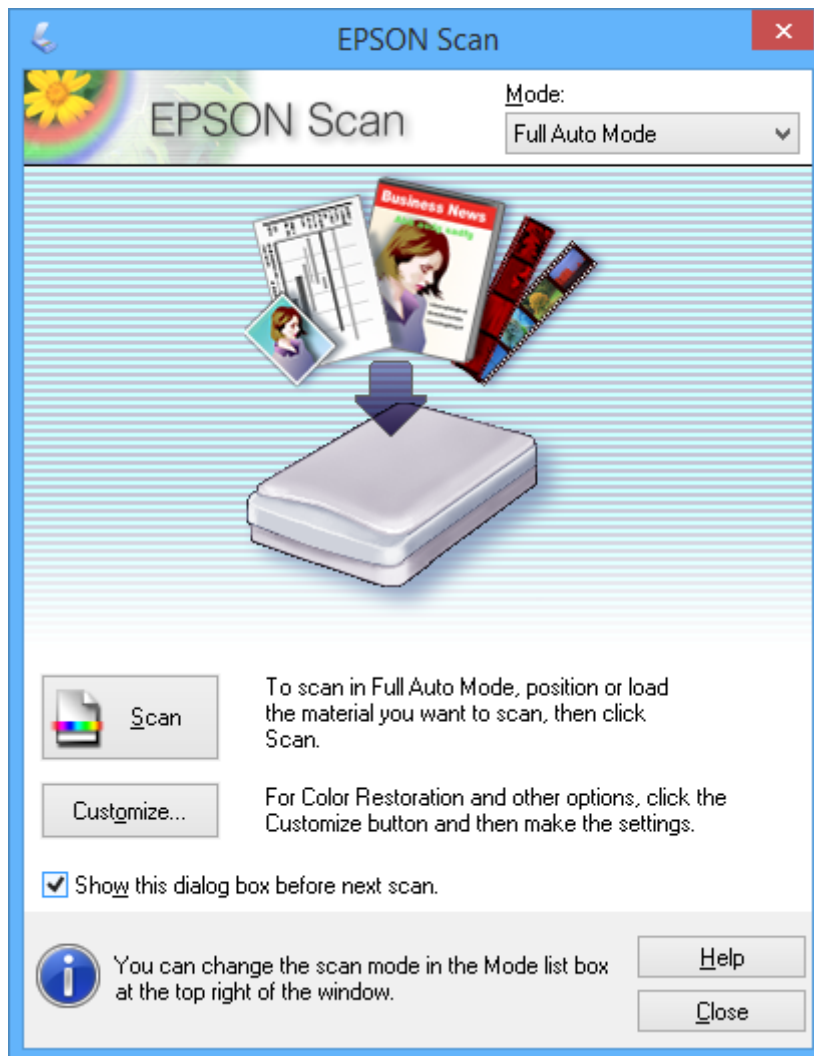 EPSON Scan
EPSON Scan
Mode:
Full Auto Mode
Business News
Scan
To scan in Full Auto Mode, position or load
the material you want to scan, then click
Scan.
Customize...
For Color Restoration and other options, click the
Customize button and then make the settings.
Show this dialog box before next scan.
You can change the scan mode in the Mode list box
at the top right of the window.
Help
Close